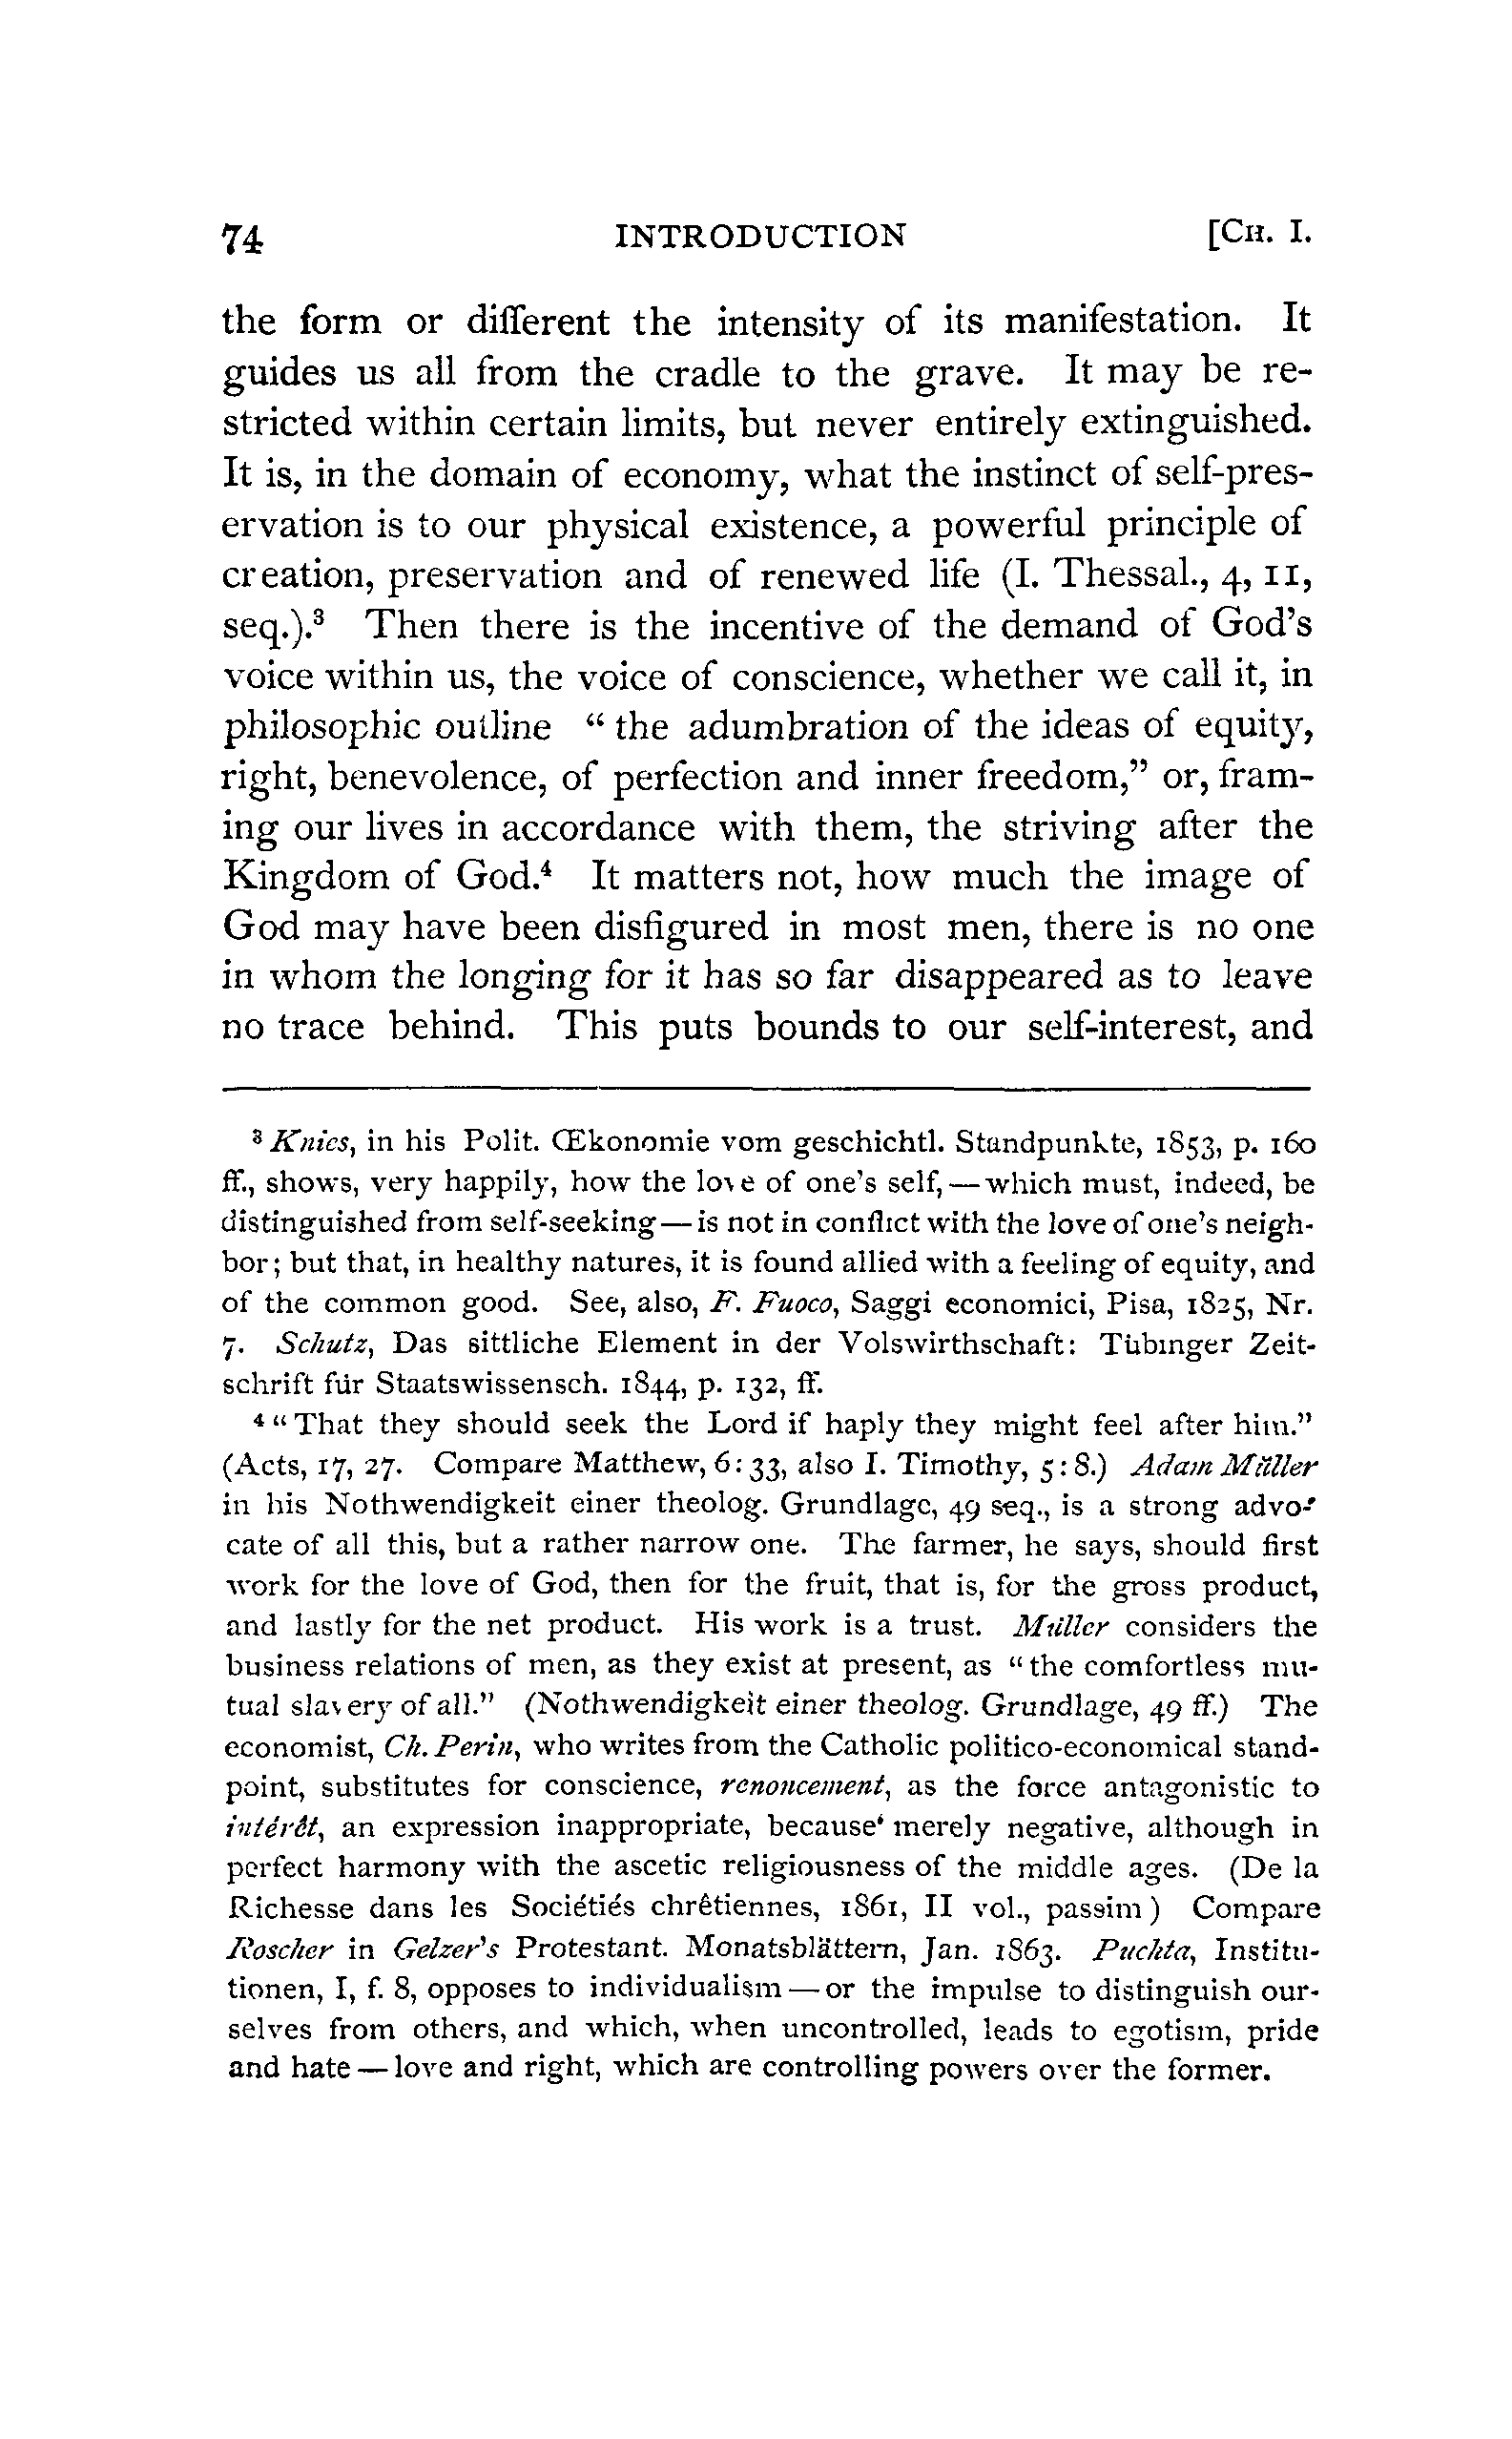 74 INTRODUCTION [CH. I.
the form or different the intensity of its manifestation. It
guides us all from the cradle to the grave. It may be re-
stricted within certain limits, but never entirely extinguished.
It is, in the domain of economy, what the instinct of self-pres-
ervation is to our physical existence, a powerful principle of
creation, preservation and of renewed life (I. Thessal., 4, 11,
seq.).³ Then there is the incentive of the demand of God's
voice within us, the voice of conscience, whether we call it, in
philosophic outline " the adumbration of the ideas of equity,
right, benevolence, of perfection and inner freedom," or, fram-
ing our lives in accordance with them, the striving after the
Kingdom of God.⁴ It matters not, how much the image of
God may have been disfigured in most men, there is no one
in whom the longing for it has so far disappeared as to leave
no trace behind. This puts bounds to our self-interest, and
³ Knies, in his Polit. Œkonomie vom geschichtl. Standpunkte, 1853, p. 160
ff., shows, very happily, how the love of one's self,—which must, indeed, be
distinguished from self-seeking—is not in conflict with the love of one's neigh-
bor; but that, in healthy natures, it is found allied with a feeling of equity, and
of the common good. See, also, F. Fuoco, Saggi economici, Pisa, 1825, Nr.
7. Schutz, Das sittliche Element in der Volswirthschaft: Tübinger Zeit-
schrift für Staatswissensch. 1844, p. 132, ff.
⁴ "That they should seek the Lord if haply they might feel after him."
(Acts, 17, 27. Compare Matthew, 6:33, also I. Timothy, 5:8.) Adam Müller
in his Nothwendigkeit einer theolog. Grundlage, 49 seq., is a strong advo-
cate of all this, but a rather narrow one. The farmer, he says, should first
work for the love of God, then for the fruit, that is, for the gross product,
and lastly for the net product. His work is a trust. Müller considers the
business relations of men, as they exist at present, as "the comfortless mu-
tual slavery of all." (Nothwendigkeit einer theolog. Grundlage, 49 ff.) The
economist, Ch. Perin, who writes from the Catholic politico-economical stand-
point, substitutes for conscience, renoncement, as the force antagonistic to
intérêt, an expression inappropriate, because merely negative, although in
perfect harmony with the ascetic religiousness of the middle ages. (De la
Richesse dans les Sociétiés chrêtiennes, 1861, II vol., passim) Compare
Roscher in Gelzer's Protestant. Monatsblättern, Jan. 1863. Puchta, Institu-
tionen, I, f. 8, opposes to individualism—or the impulse to distinguish our-
selves from others, and which, when uncontrolled, leads to egotism, pride
and hate—love and right, which are controlling powers over the former.